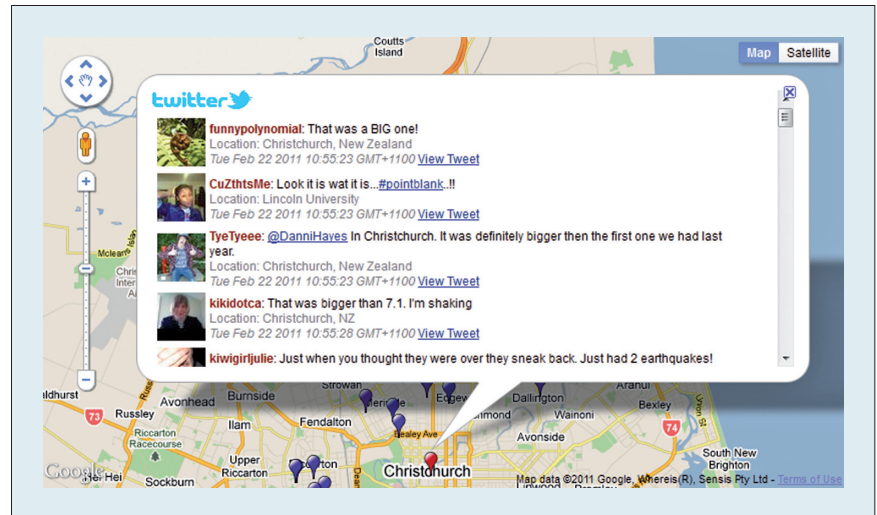 Coutts
Island
Map Satellite
twitter
funnypolynomial: That was a BIG one!
Location: Christchurch, New Zealand
Tue Feb 22 2011 10:55:23 GMT+1100 View Tweet
CuZthtsMe: Look it is wat it is...#pointblank..!!
Location: Lincoln University
Tue Feb 22 2011 10:55:23 GMT+1100 View Tweet
TyeTyeee: @DanniHayes In Christchurch. It was definitely bigger then the first one we had last
year.
Location: Christchurch, New Zealand
Tue Feb 22 2011 10:55:23 GMT+1100 View Tweet
kikidotca: That was bigger than 7.1. I'm shaking
Location: Christchurch, NZ
Tue Feb 22 2011 10:55:28 GMT+1100 View Tweet
kiwigirljulie: Just when you thought they were over they sneak back. Just had 2 earthquakes!
Mclean
Chris
Inter
A
Strowan
Aranui
Avonhead Burnside
Edgew
Dallington
Bexley
73
Russley
Ilam
Fendalton
Wainoni
Riccarton
Racecourse
Bealey Ave
74
Avonside
Upper
Riccarton
South New
Brighton
Google
Hei Hei
Sockburn
Christchurch
Map data ©2011 Google, Whereis(R), Sensis Pty Ltd - Terms of Use